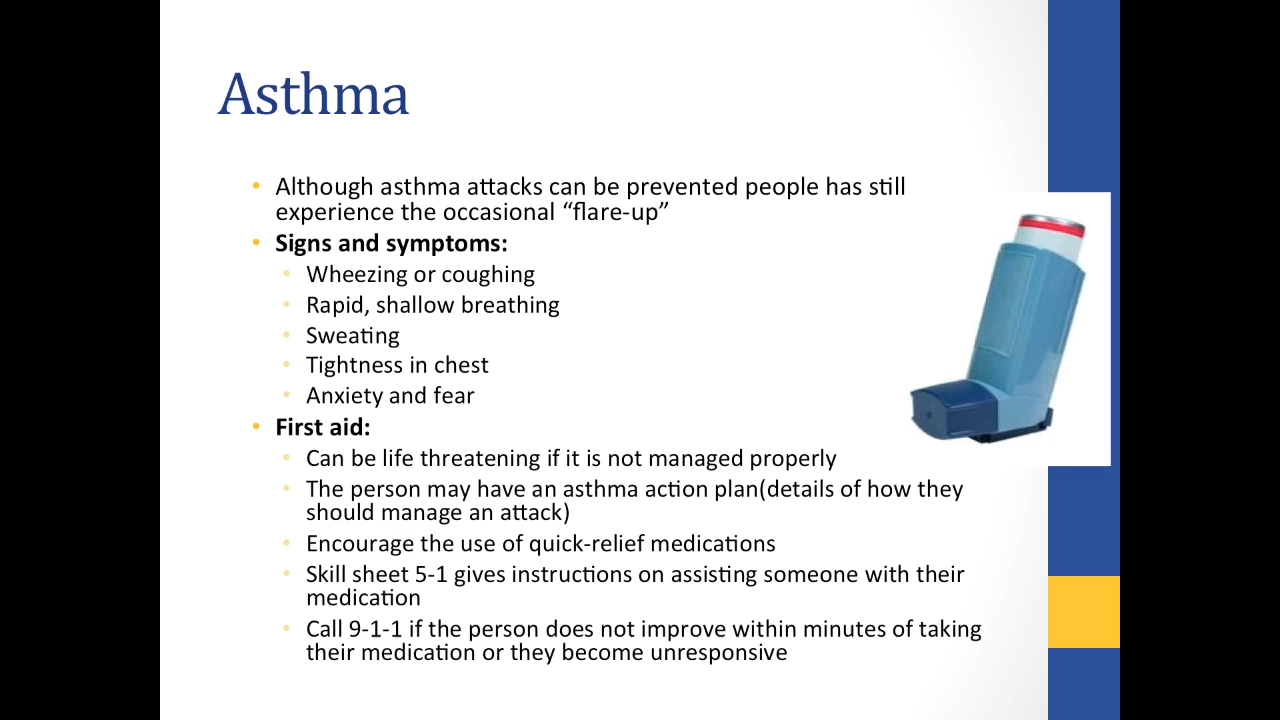 Asthma
• Although asthma attacks can be prevented people has still
experience the occasional “flare-up”
• Signs and symptoms:
• Wheezing or coughing
• Rapid, shallow breathing
• Sweating
• Tightness in chest
• Anxiety and fear
• First aid:
• Can be life threatening if it is not managed properly
• The person may have an asthma action plan(details of how they
should manage an attack)
• Encourage the use of quick-relief medications
• Skill sheet 5-1 gives instructions on assisting someone with their
medication
• Call 9-1-1 if the person does not improve within minutes of taking
their medication or they become unresponsive